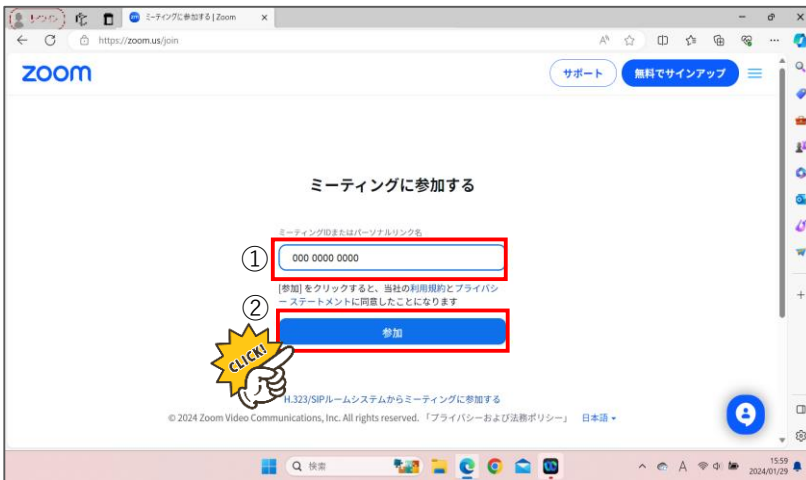 ミーティングに参加する | Zoom
https://zoom.us/join
zoom
サポート
無料でサインアップ
ミーティングに参加する
ミーティングIDまたはパーソナルリンク名
①
000 0000 0000
[参加] をクリックすると、当社の利用規約とプライバシ
ー ステートメントに同意したことになります
②
参加
CLICK!
H.323/SIPルームシステムからミーティングに参加する
© 2024 Zoom Video Communications, Inc. All rights reserved. 「プライバシーおよび法務ポリシー」 日本語
検索
A
15:59
2024/01/29